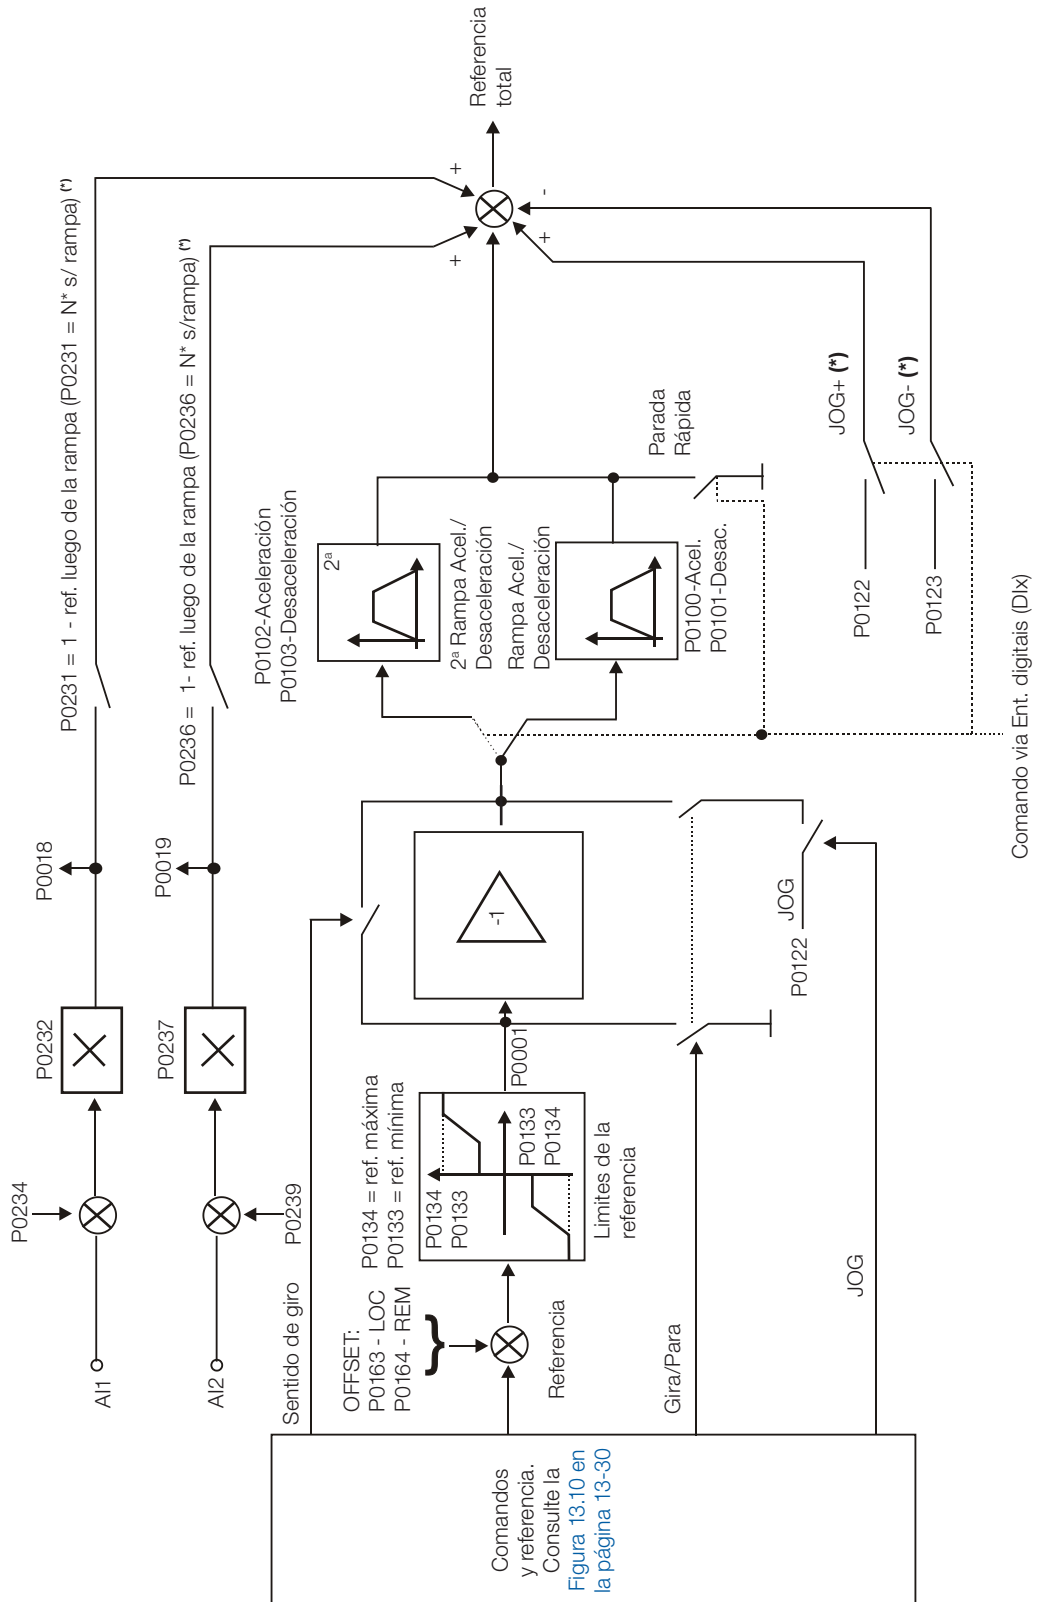 P0234
AI1
P0232
P0018
P0231 = 1 - ref. luego de la rampa (P0231 = N* s/ rampa) (*)
AI2
P0239
P0237
P0019
P0236 = 1- ref. luego de la rampa (P0236 = N* s/rampa) (*)
Comandos
y referencia.
Consulte la
Figura 13.10 en
la página 13-30
Sentido de giro
OFFSET:
P0163 - LOC
P0164 - REM
}
Referencia
P0134 = ref. máxima
P0133 = ref. mínima
P0134
P0133
P0133
P0134
Limites de la
referencia
P0001
-1
Gira/Para
JOG
P0122
JOG
P0102-Aceleración
P0103-Desaceleración
2ª
2ª Rampa Acel./
Desaceleración
Rampa Acel./
Desaceleración
P0100-Acel.
P0101-Desac.
Parada
Rápida
P0122
JOG+ (*)
P0123
JOG- (*)
Comando via Ent. digitais (DIx)
+
+
+
-
Referencia
total